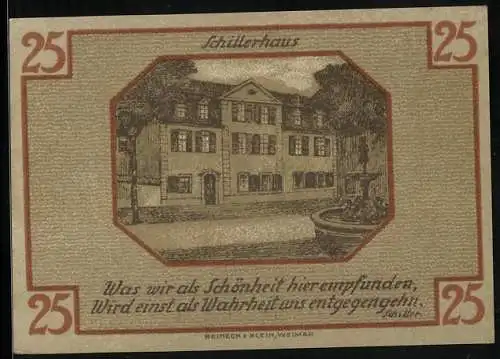 25 Schillerhaus 25
Was wir als Schönheit hier empfunden,
Wird einst als Wahrheit uns entgegengehn.
Schiller.
25 25
REINECK & KLEIN, WEIMAR